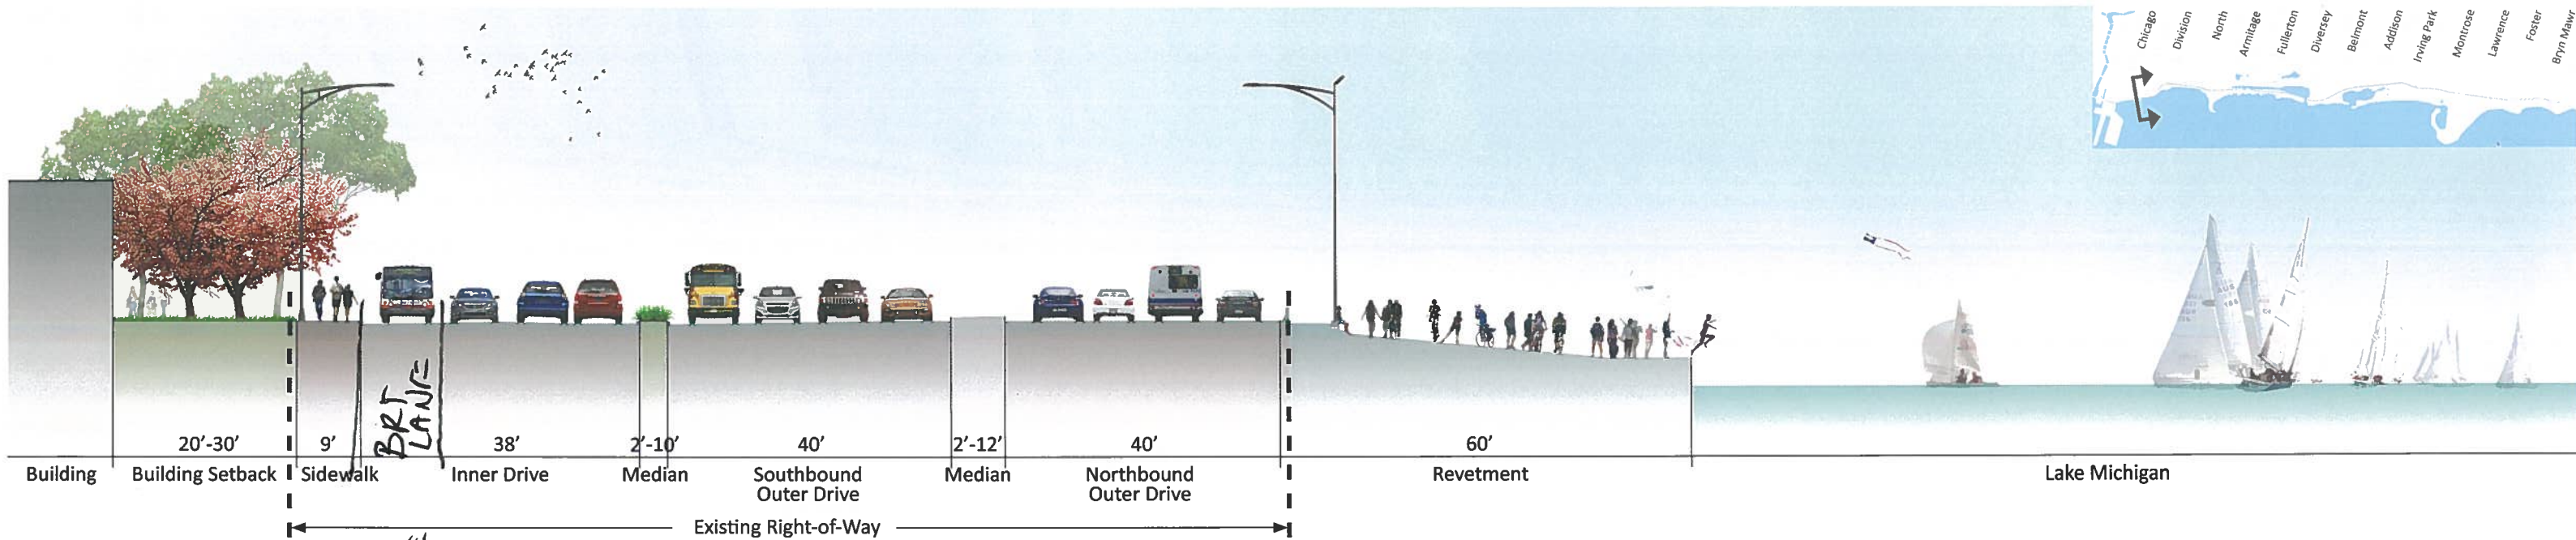 Chicago
Division
North
Armitage
Fullerton
Diversey
Belmont
Addison
Irving Park
Montrose
Lawrence
Foster
Bryn Mawr
BRT
LANE
20'-30'
9'
38'
2'-10'
40'
2'-12'
40'
60'
Building
Building Setback
Sidewalk
Inner Drive
Median
Southbound
Outer Drive
Median
Northbound
Outer Drive
Revetment
Lake Michigan
Existing Right-of-Way